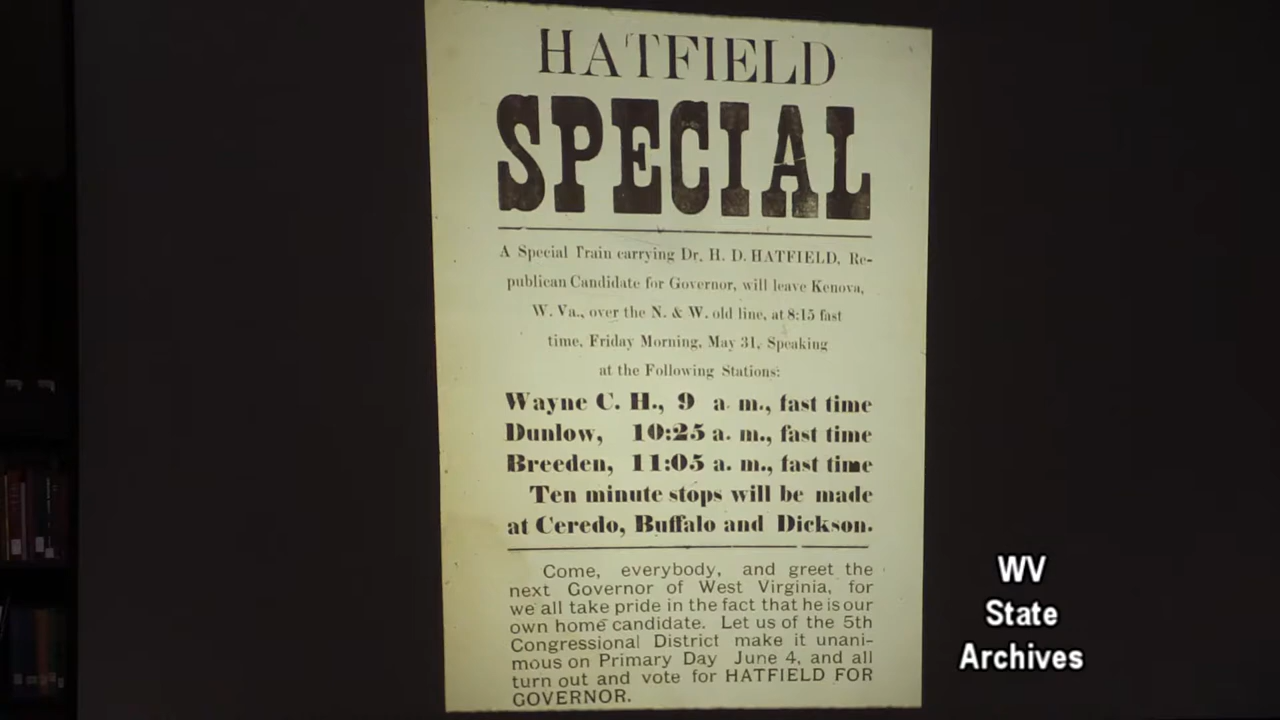 HATFIELD
SPECIAL
A Special Train carrying Dr. H. D. HATFIELD, Re-
publican Candidate for Governor, will leave Kenova,
W. Va., over the N. & W. old line, at 8:15 fast
time, Friday Morning, May 31, Speaking
at the Following Stations:
Wayne C. H., 9 a. m., fast time
Dunlow, 10:25 a. m., fast time
Breeden, 11:05 a. m., fast time
Ten minute stops will be made
at Ceredo, Buffalo and Dickson.
Come, everybody, and greet the
next Governor of West Virginia, for
we all take pride in the fact that he is our
own home candidate. Let us of the 5th
Congressional District make it unani-
mous on Primary Day June 4, and all
turn out and vote for HATFIELD FOR
GOVERNOR.
WV
State
Archives